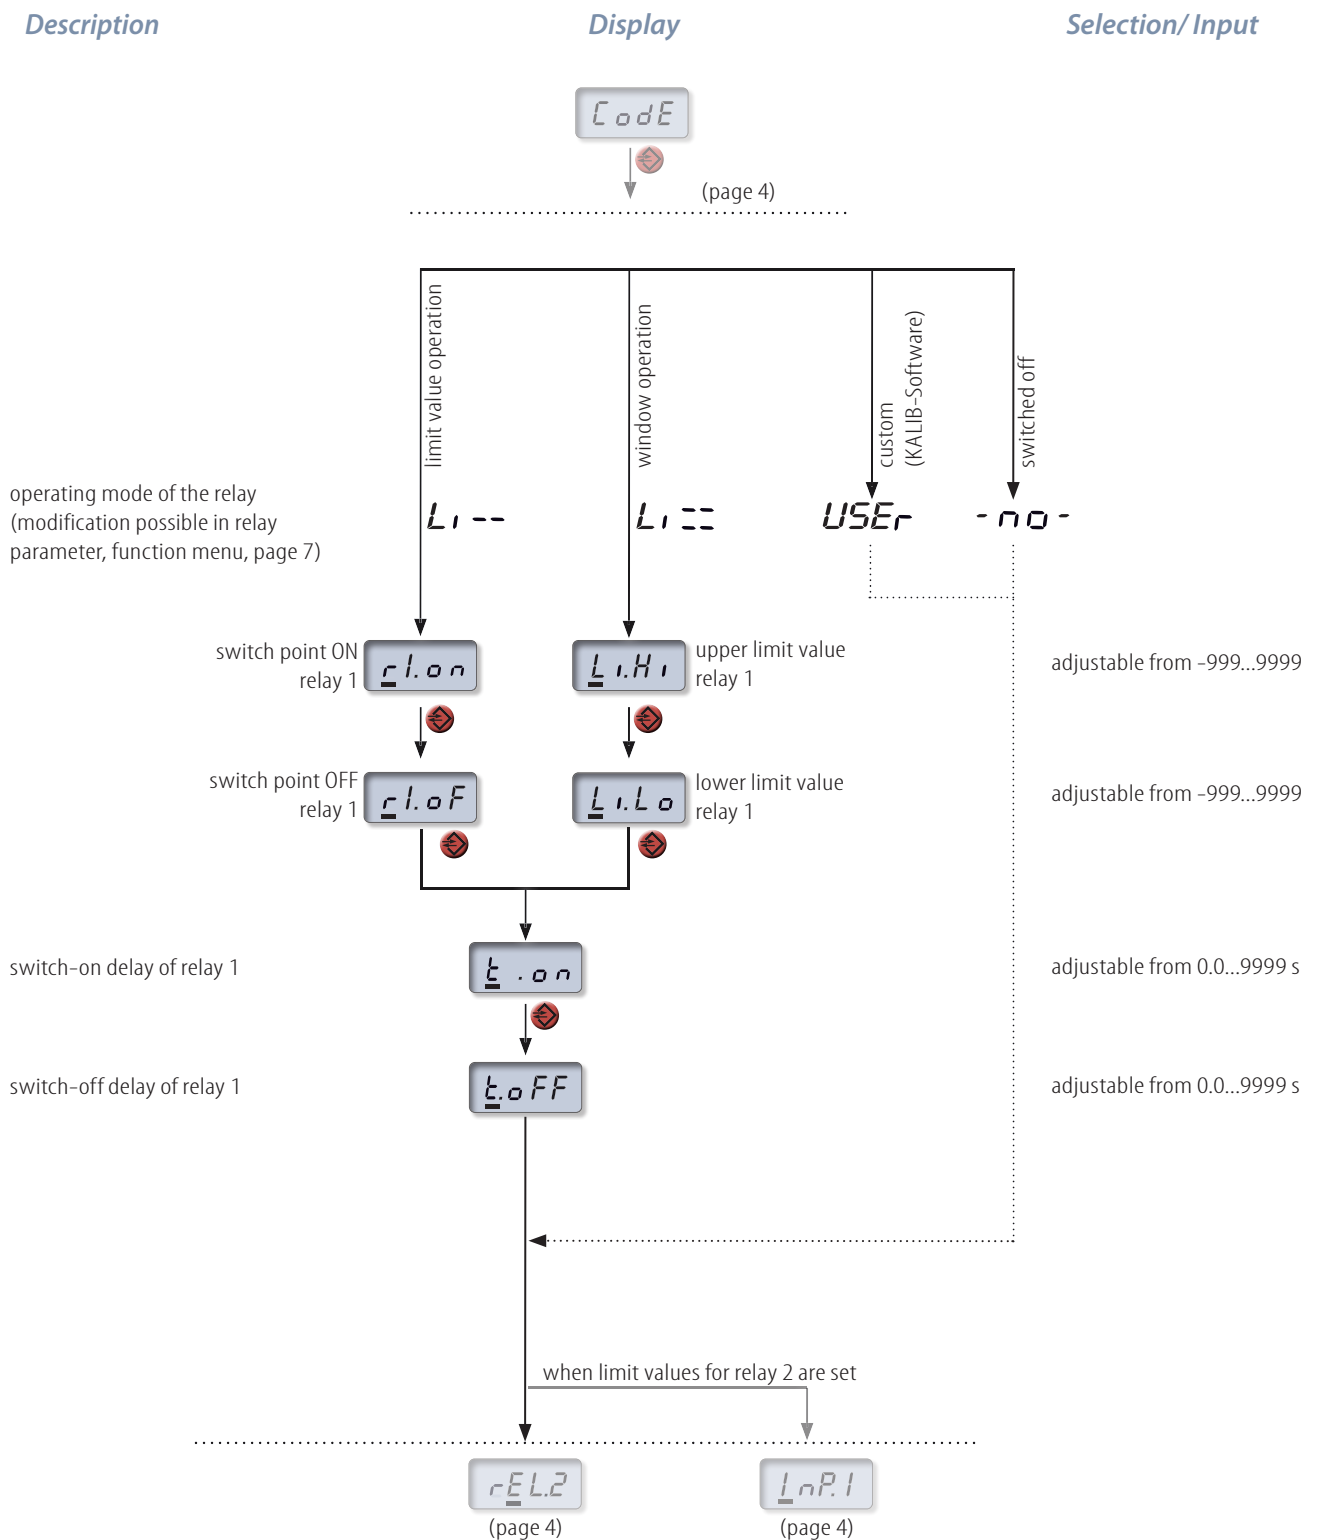 Description
Display
Selection/ Input
CodE
(page 4)
limit value operation
window operation
custom
(KALIB-Software)
switched off
operating mode of the relay
(modification possible in relay
parameter, function menu, page 7)
Li --
Li ==
USEr
-no-
switch point ON
relay 1
r1.on
Li.Hi
upper limit value
relay 1
adjustable from -999...9999
switch point OFF
relay 1
r1.oF
Li.Lo
lower limit value
relay 1
adjustable from -999...9999
switch-on delay of relay 1
t .on
adjustable from 0.0...9999 s
switch-off delay of relay 1
t.oFF
adjustable from 0.0...9999 s
when limit values for relay 2 are set
rEL.2
InP.1
(page 4)
(page 4)